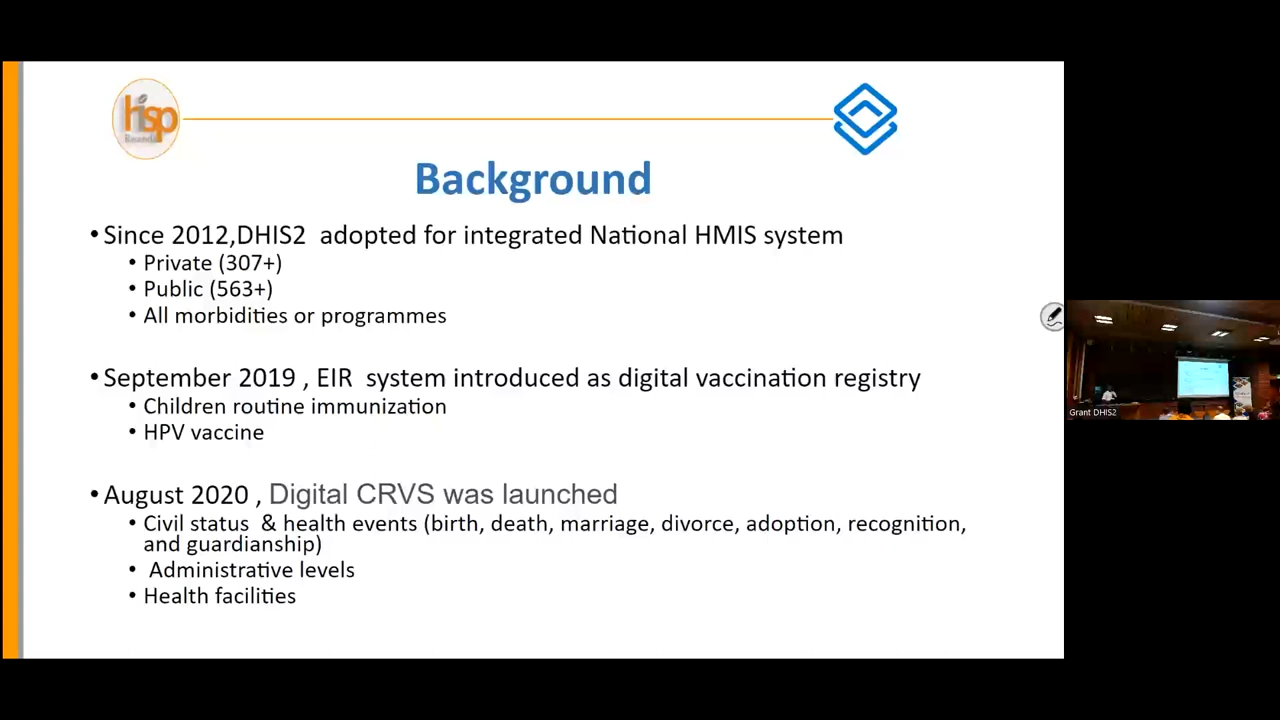 hisp
Rwanda
Background
•Since 2012,DHIS2 adopted for integrated National HMIS system
• Private (307+)
• Public (563+)
• All morbidities or programmes
•September 2019 , EIR system introduced as digital vaccination registry
• Children routine immunization
• HPV vaccine
•August 2020 , Digital CRVS was launched
• Civil status & health events (birth, death, marriage, divorce, adoption, recognition,
and guardianship)
• Administrative levels
• Health facilities
Grant DHIS2